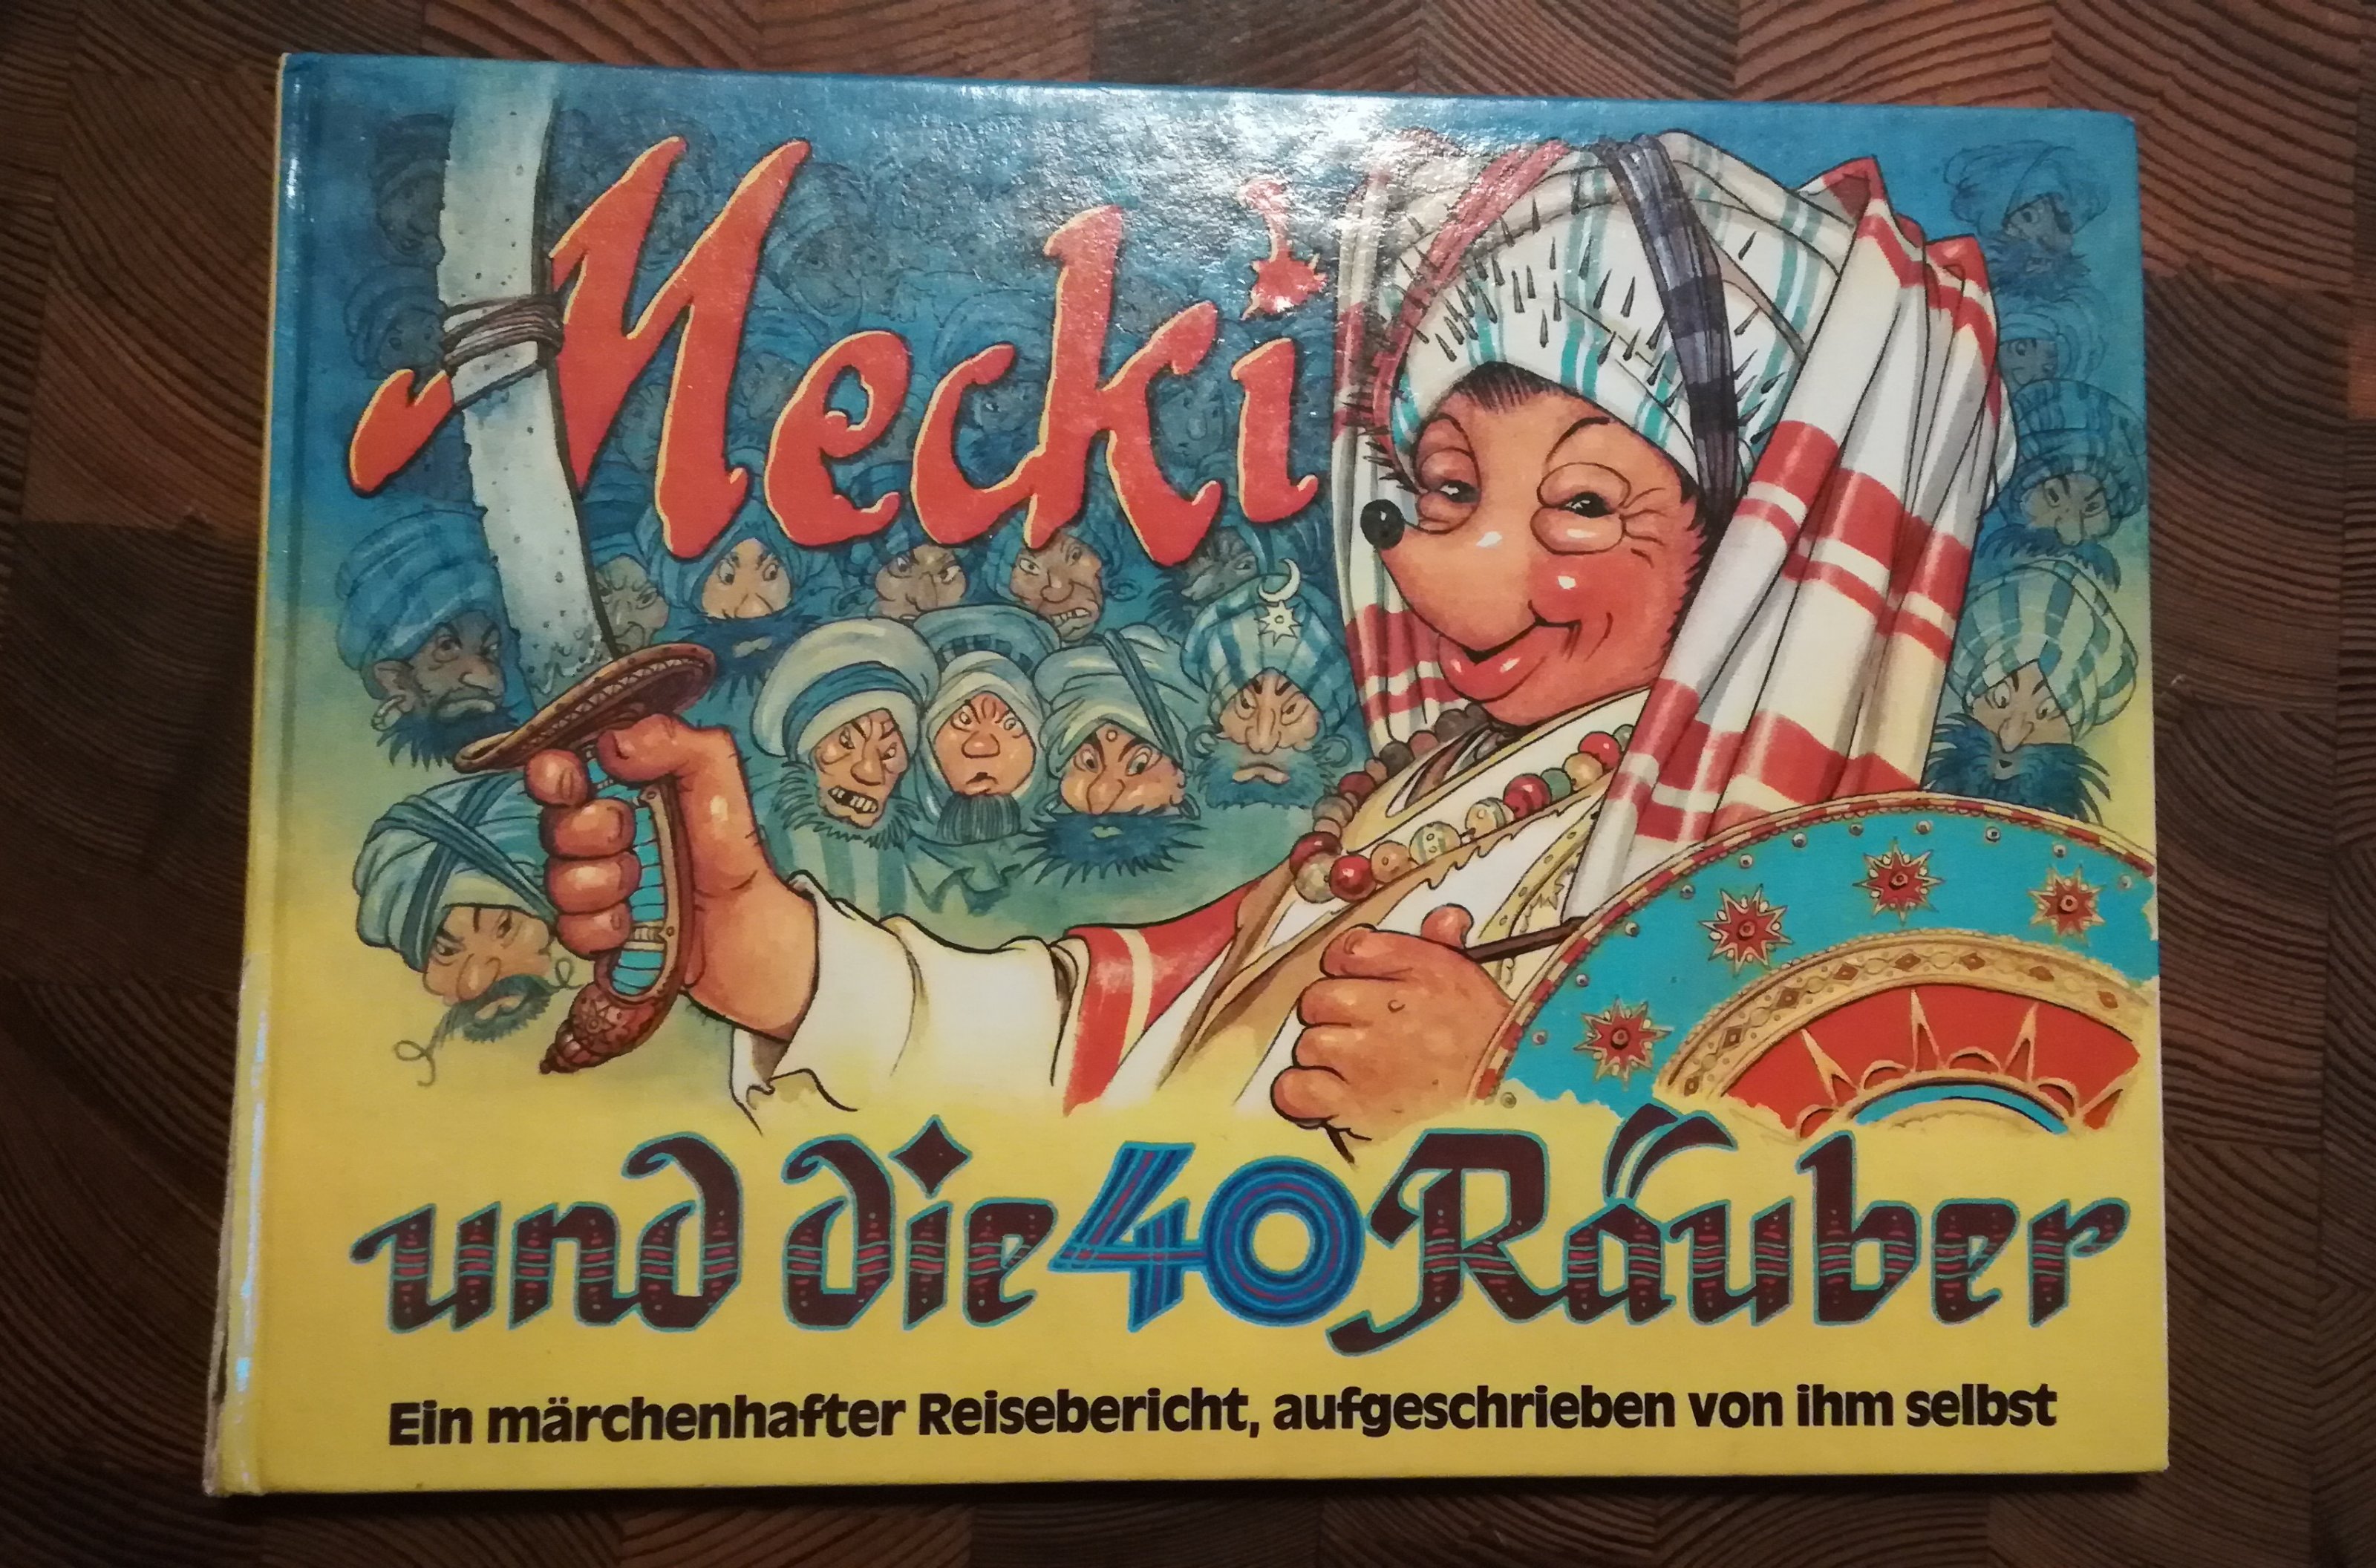 Mecki
und die 40 Räuber
Ein märchenhafter Reisebericht, aufgeschrieben von ihm selbst